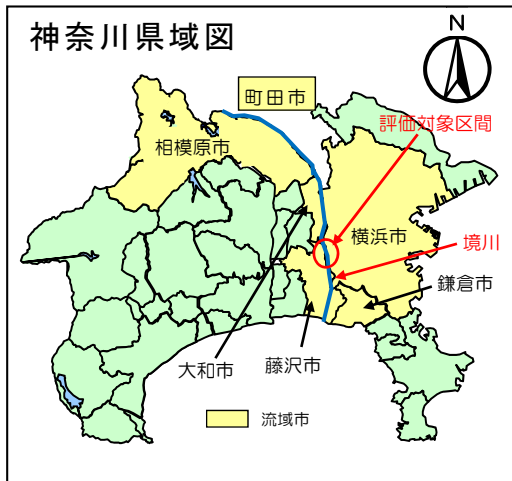 神奈川県域図
N
町田市
評価対象区間
相模原市
横浜市
境川
鎌倉市
大和市
藤沢市
流域市